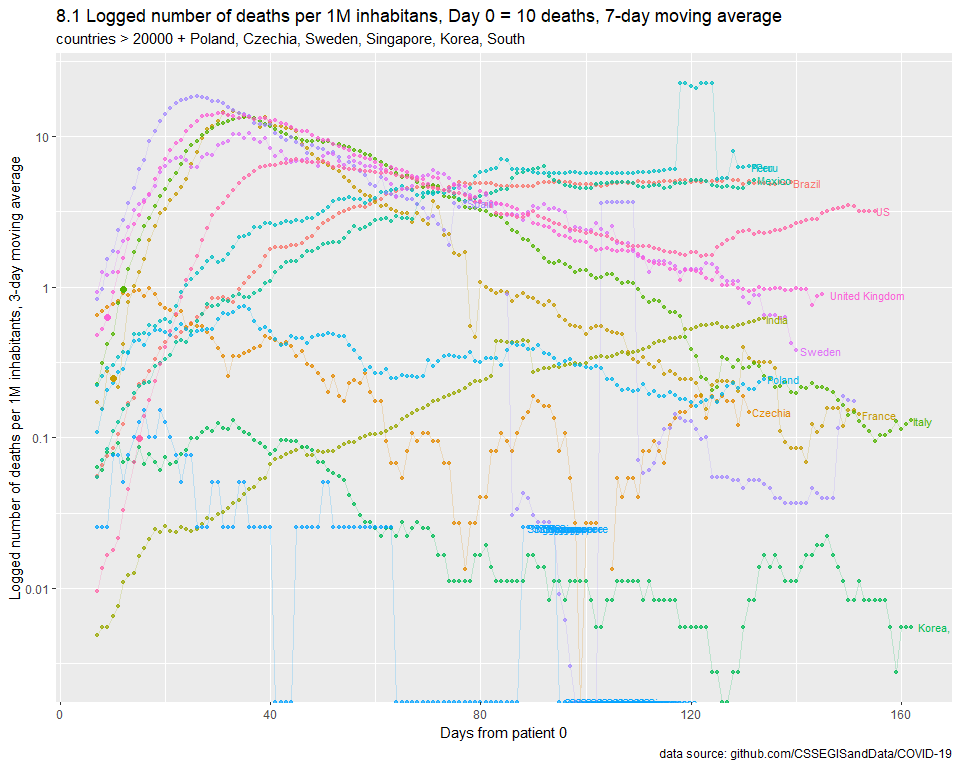 8.1 Logged number of deaths per 1M inhabitans, Day 0 = 10 deaths, 7-day moving average
countries > 20000 + Poland, Czechia, Sweden, Singapore, Korea, South
Logged number of deaths per 1M inhabitants, 3-day moving average
10
1
0.1
0.01
Peru
Mexico
Brazil
US
United Kingdom
India
Sweden
Poland
Czechia
France
Italy
Korea,
0
40
80
120
160
Days from patient 0
data source: github.com/CSSEGISandData/COVID-19